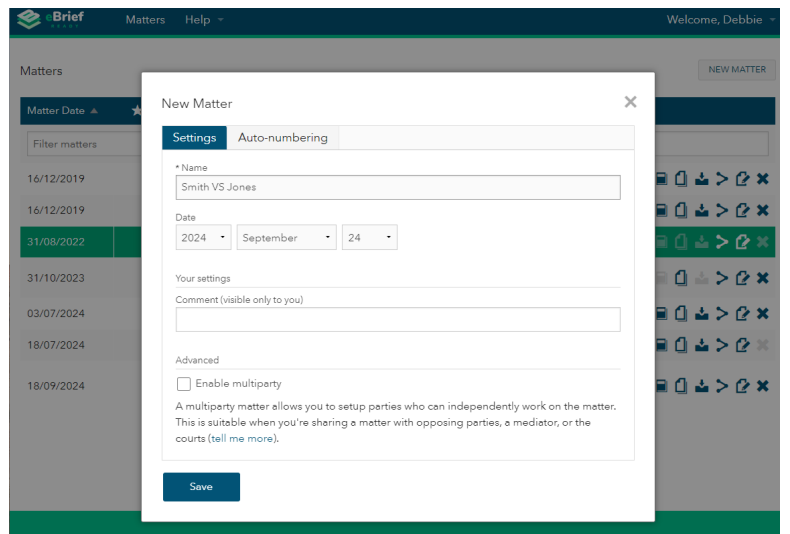 eBrief
READY
Matters
Help
Welcome, Debbie
Matters
NEW MATTER
Matter Date
Filter matters
16/12/2019
16/12/2019
31/08/2022
31/10/2023
03/07/2024
18/07/2024
18/09/2024
New Matter
Settings
Auto-numbering
* Name
Smith VS Jones
Date
2024
September
24
Your settings
Comment (visible only to you)
Advanced
Enable multiparty
A multiparty matter allows you to setup parties who can independently work on the matter.
This is suitable when you're sharing a matter with opposing parties, a mediator, or the
courts (tell me more).
Save